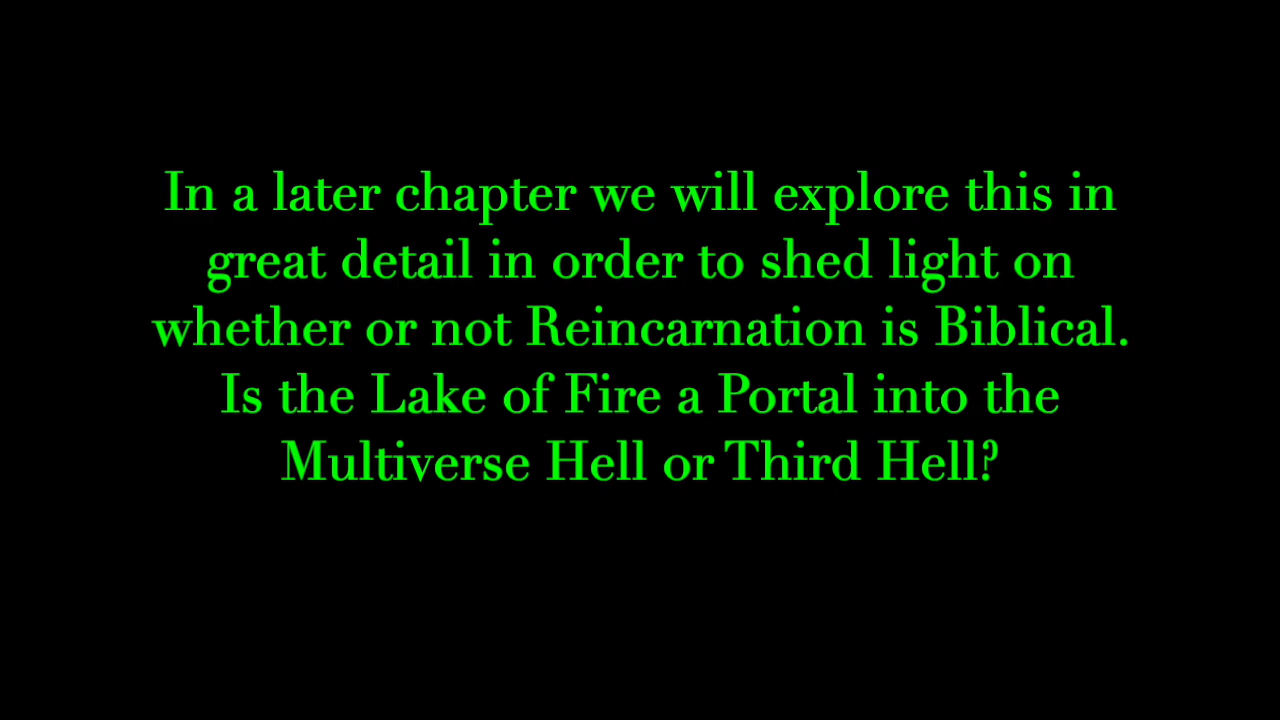 In a later chapter we will explore this in
great detail in order to shed light on
whether or not Reincarnation is Biblical.
Is the Lake of Fire a Portal into the
Multiverse Hell or Third Hell?